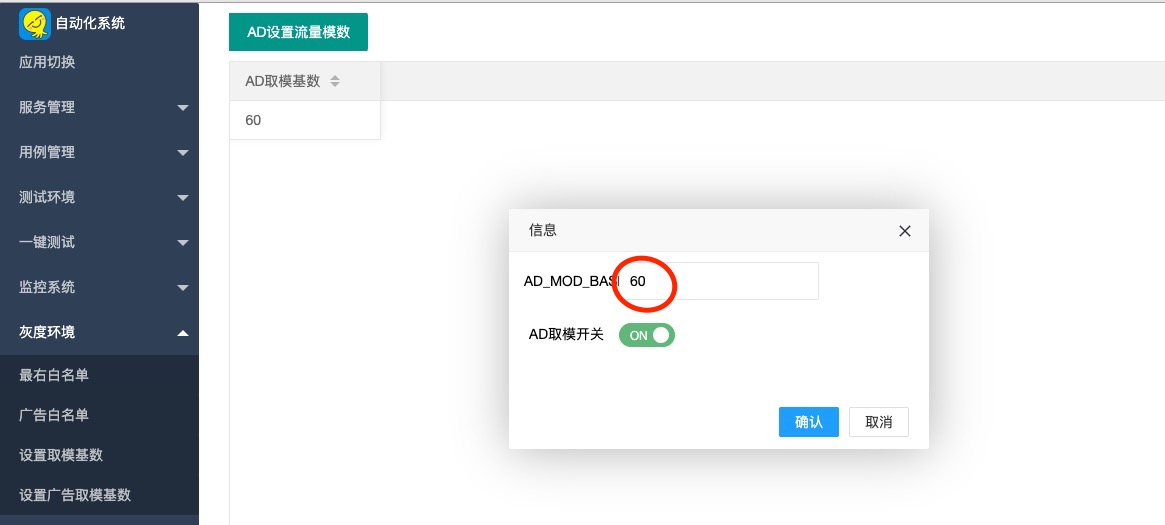 自动化系统
应用切换
服务管理
用例管理
测试环境
一键测试
监控系统
灰度环境
最右白名单
广告白名单
设置取模基数
设置广告取模基数
AD设置流量模数
AD取模基数
60
信息
AD_MOD_BAS 60
AD取模开关 ON
确认 取消